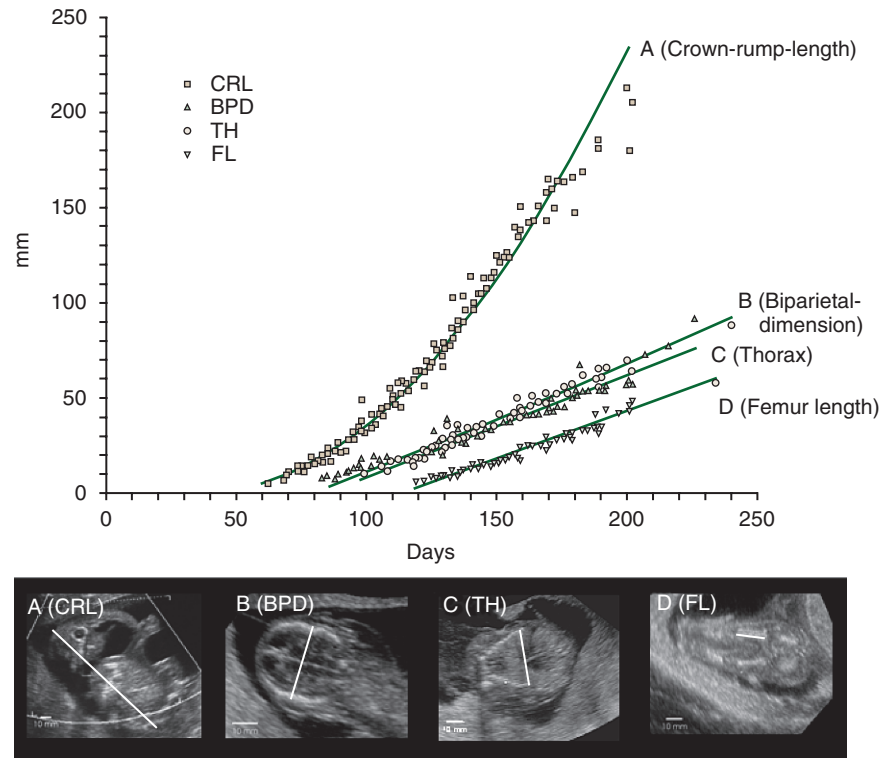 250
200
150
100
50
0
mm
CRL
BPD
TH
FL
A (Crown-rump-length)
B (Biparietal-
dimension)
C (Thorax)
D (Femur length)
0 50 100 150 200 250
Days
A (CRL)
B (BPD)
C (TH)
D (FL)
10 mm
10 mm
10 mm
10 mm